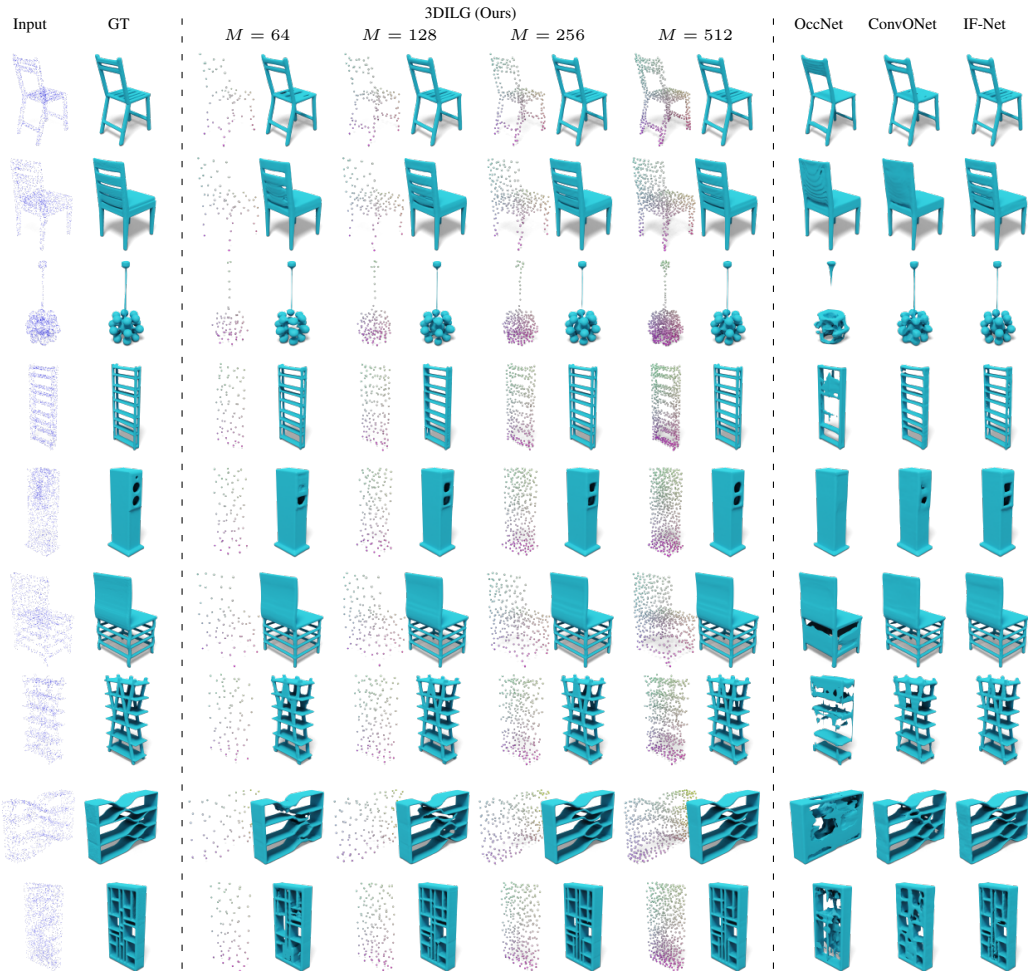 3DILG (Ours)
Input GT M = 64 M = 128 M = 256 M = 512 OccNet ConvONet IF-Net